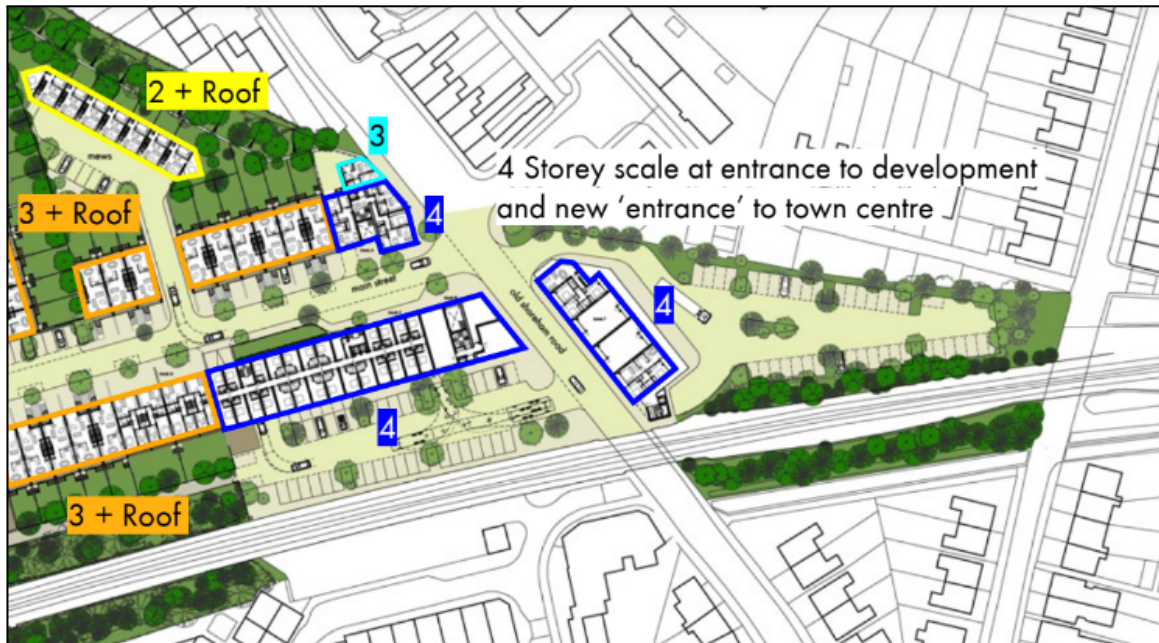 2 + Roof
3
mews
4 Storey scale at entrance to development
and new 'entrance' to town centre
3 + Roof
4
main street
old shoreham road
4
4
3 + Roof